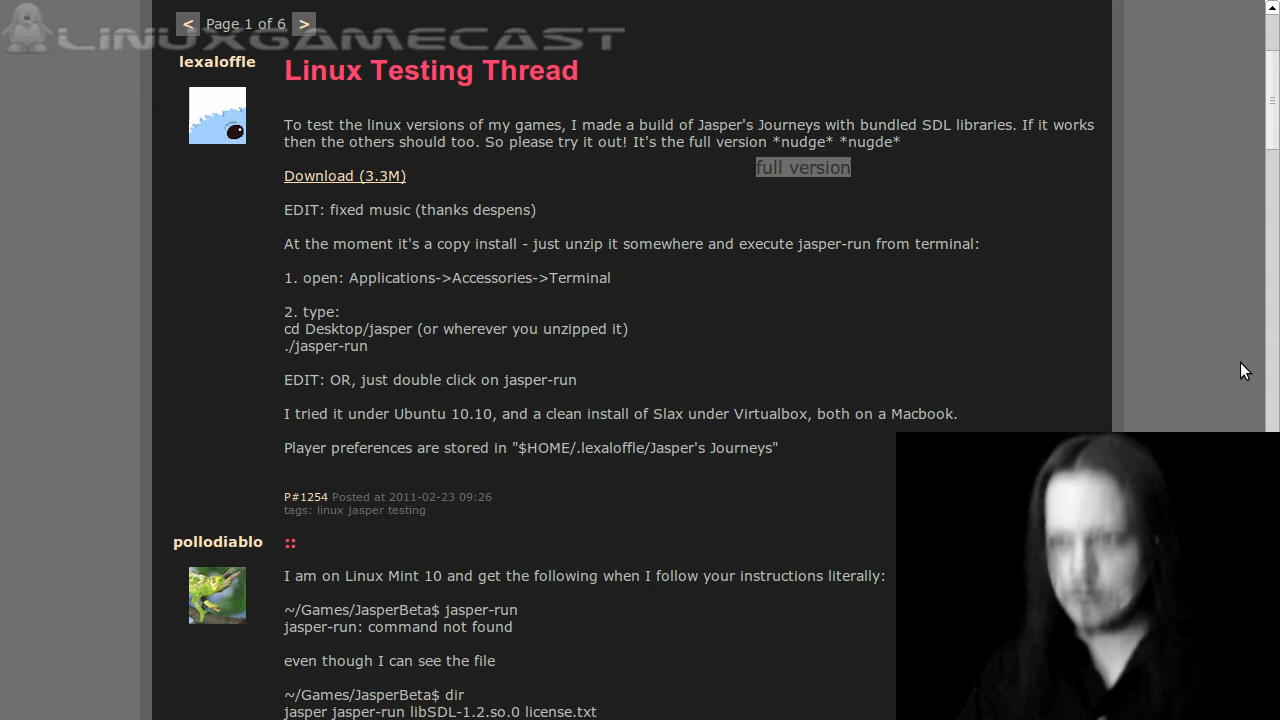 LINUXGAMECAST
< Page 1 of 6 >
lexaloffle
Linux Testing Thread
To test the linux versions of my games, I made a build of Jasper's Journeys with bundled SDL libraries. If it works
then the others should too. So please try it out! It's the full version *nudge* *nugde*
full version
Download (3.3M)
EDIT: fixed music (thanks despens)
At the moment it's a copy install - just unzip it somewhere and execute jasper-run from terminal:
1. open: Applications->Accessories->Terminal
2. type:
cd Desktop/jasper (or wherever you unzipped it)
./jasper-run
EDIT: OR, just double click on jasper-run
I tried it under Ubuntu 10.10, and a clean install of Slax under Virtualbox, both on a Macbook.
Player preferences are stored in "$HOME/.lexaloffle/Jasper's Journeys"
P#1254 Posted at 2011-02-23 09:26
tags: linux jasper testing
pollodiablo
::
I am on Linux Mint 10 and get the following when I follow your instructions literally:
~/Games/JasperBeta$ jasper-run
jasper-run: command not found
even though I can see the file
~/Games/JasperBeta$ dir
jasper jasper-run libSDL-1.2.so.0 license.txt